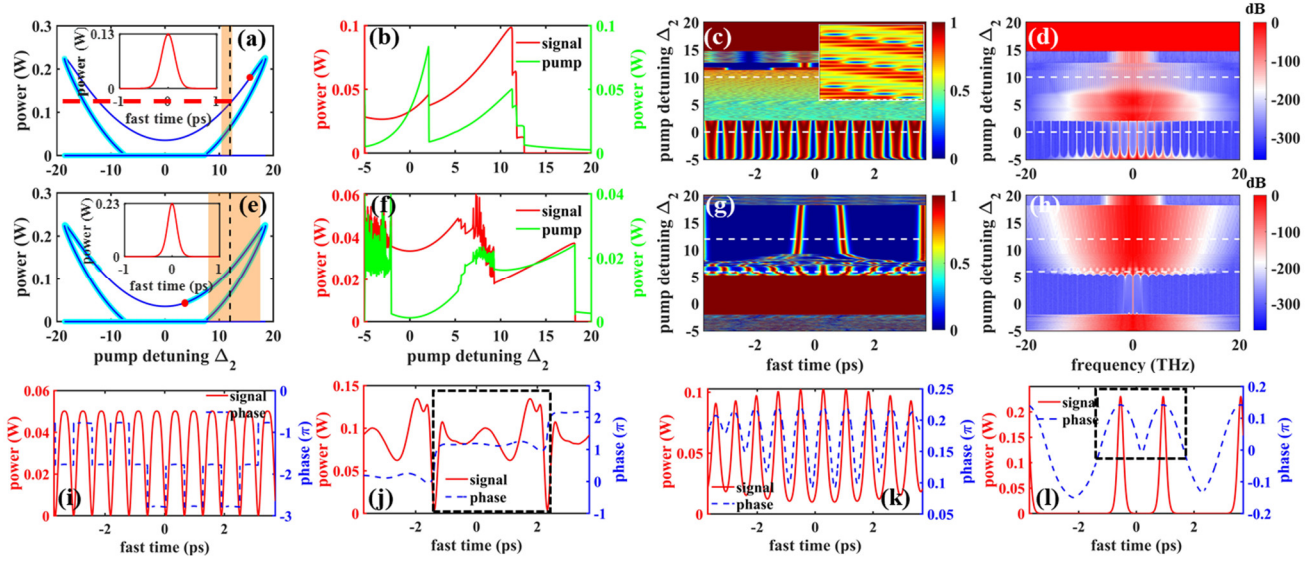 (a)
0.3
0.2
0.1
0
power (W)
0.13
0
power (W)
-1 0 1
fast time (ps)
-20 -10 0 10 20
(b)
0.1
0.05
0
power (W)
signal
pump
0.1
0.05
0
power (W)
-5 0 5 10 15 20
(c)
20
15
10
5
0
-5
pump detuning Δ2
1
0.5
0
-2 0 2
(d)
20
15
10
5
0
-5
pump detuning Δ2
dB
0
-100
-200
-300
-20 0 20
(e)
0.3
0.2
0.1
0
power (W)
0.23
0
power (W)
-1 0 1
fast time (ps)
-20 -10 0 10 20
pump detuning Δ2
(f)
0.06
0.04
0.02
0
power (W)
signal
pump
0.04
0.02
0
power (W)
-5 0 5 10 15 20
pump detuning Δ2
(g)
20
15
10
5
0
-5
pump detuning Δ2
1
0.5
0
-2 0 2
fast time (ps)
(h)
20
15
10
5
0
-5
pump detuning Δ2
dB
0
-100
-200
-300
-20 0 20
frequency (THz)
(i)
0.06
0.04
0.02
0
power (W)
signal
phase
0
-1
-2
-3
phase (π)
-2 0 2
fast time (ps)
(j)
0.15
0.1
0.05
0
power (W)
signal
phase
3
2
1
0
-1
phase (π)
-2 0 2
fast time (ps)
(k)
0.1
0.05
0
power (W)
signal
phase
0.25
0.20
0.15
0.10
0.05
phase (π)
-2 0 2
fast time (ps)
(l)
0.2
0.15
0.1
0.05
0
power (W)
signal
phase
0.2
0.1
0
-0.1
-0.2
phase (π)
-2 0 2
fast time (ps)